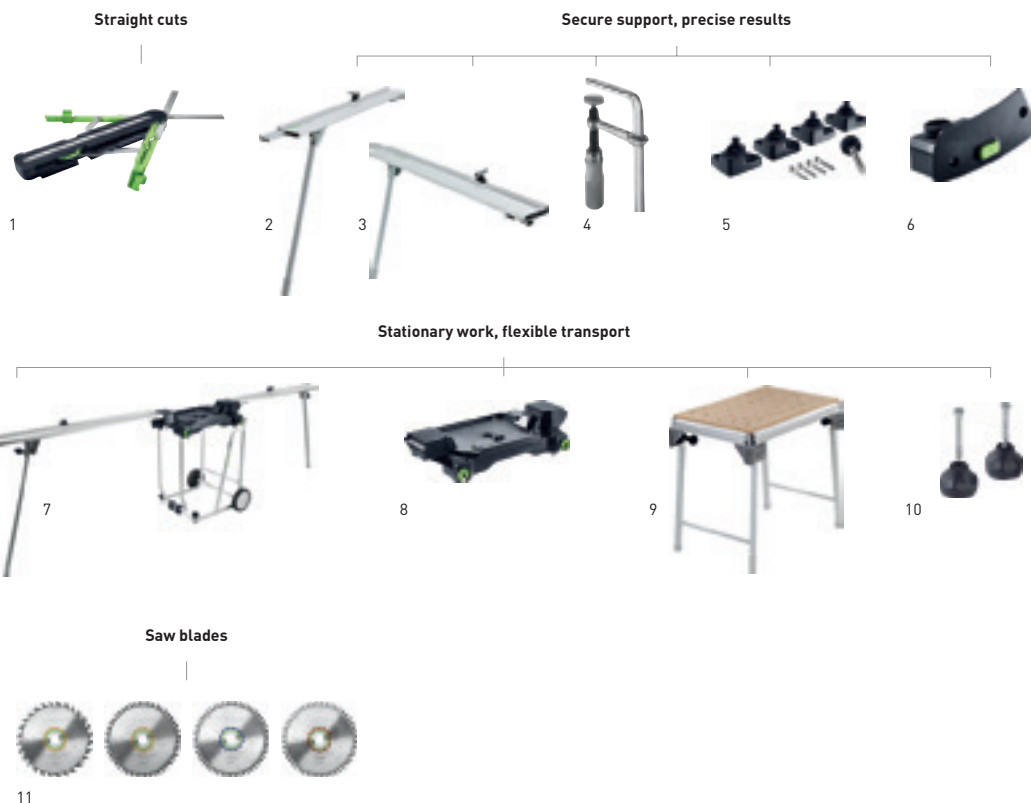 Straight cuts
Secure support, precise results
1
2
3
4
5
6
Stationary work, flexible transport
7
8
9
10
Saw blades
11